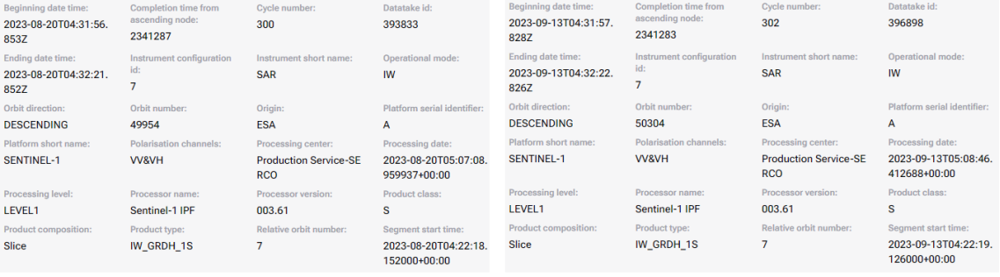 Beginning date time:
2023-08-20T04:31:56.
853Z
Completion time from
ascending node:
2341287
Cycle number:
300
Datatake id:
393833
Ending date time:
2023-08-20T04:32:21.
852Z
Instrument configuration
id:
7
Instrument short name:
SAR
Operational mode:
IW
Orbit direction:
DESCENDING
Orbit number:
49954
Origin:
ESA
Platform serial identifier:
A
Platform short name:
SENTINEL-1
Polarisation channels:
VV&VH
Processing center:
Production Service-SE
RCO
Processing date:
2023-08-20T05:07:08.
959937+00:00
Processing level:
LEVEL1
Processor name:
Sentinel-1 IPF
Processor version:
003.61
Product class:
S
Product composition:
Slice
Product type:
IW_GRDH_1S
Relative orbit number:
7
Segment start time:
2023-08-20T04:22:18.
152000+00:00
Beginning date time:
2023-09-13T04:31:57.
828Z
Completion time from
ascending node:
2341283
Cycle number:
302
Datatake id:
396898
Ending date time:
2023-09-13T04:32:22.
826Z
Instrument configuration
id:
7
Instrument short name:
SAR
Operational mode:
IW
Orbit direction:
DESCENDING
Orbit number:
50304
Origin:
ESA
Platform serial identifier:
A
Platform short name:
SENTINEL-1
Polarisation channels:
VV&VH
Processing center:
Production Service-SE
RCO
Processing date:
2023-09-13T05:08:46.
412688+00:00
Processing level:
LEVEL1
Processor name:
Sentinel-1 IPF
Processor version:
003.61
Product class:
S
Product composition:
Slice
Product type:
IW_GRDH_1S
Relative orbit number:
7
Segment start time:
2023-09-13T04:22:19.
126000+00:00